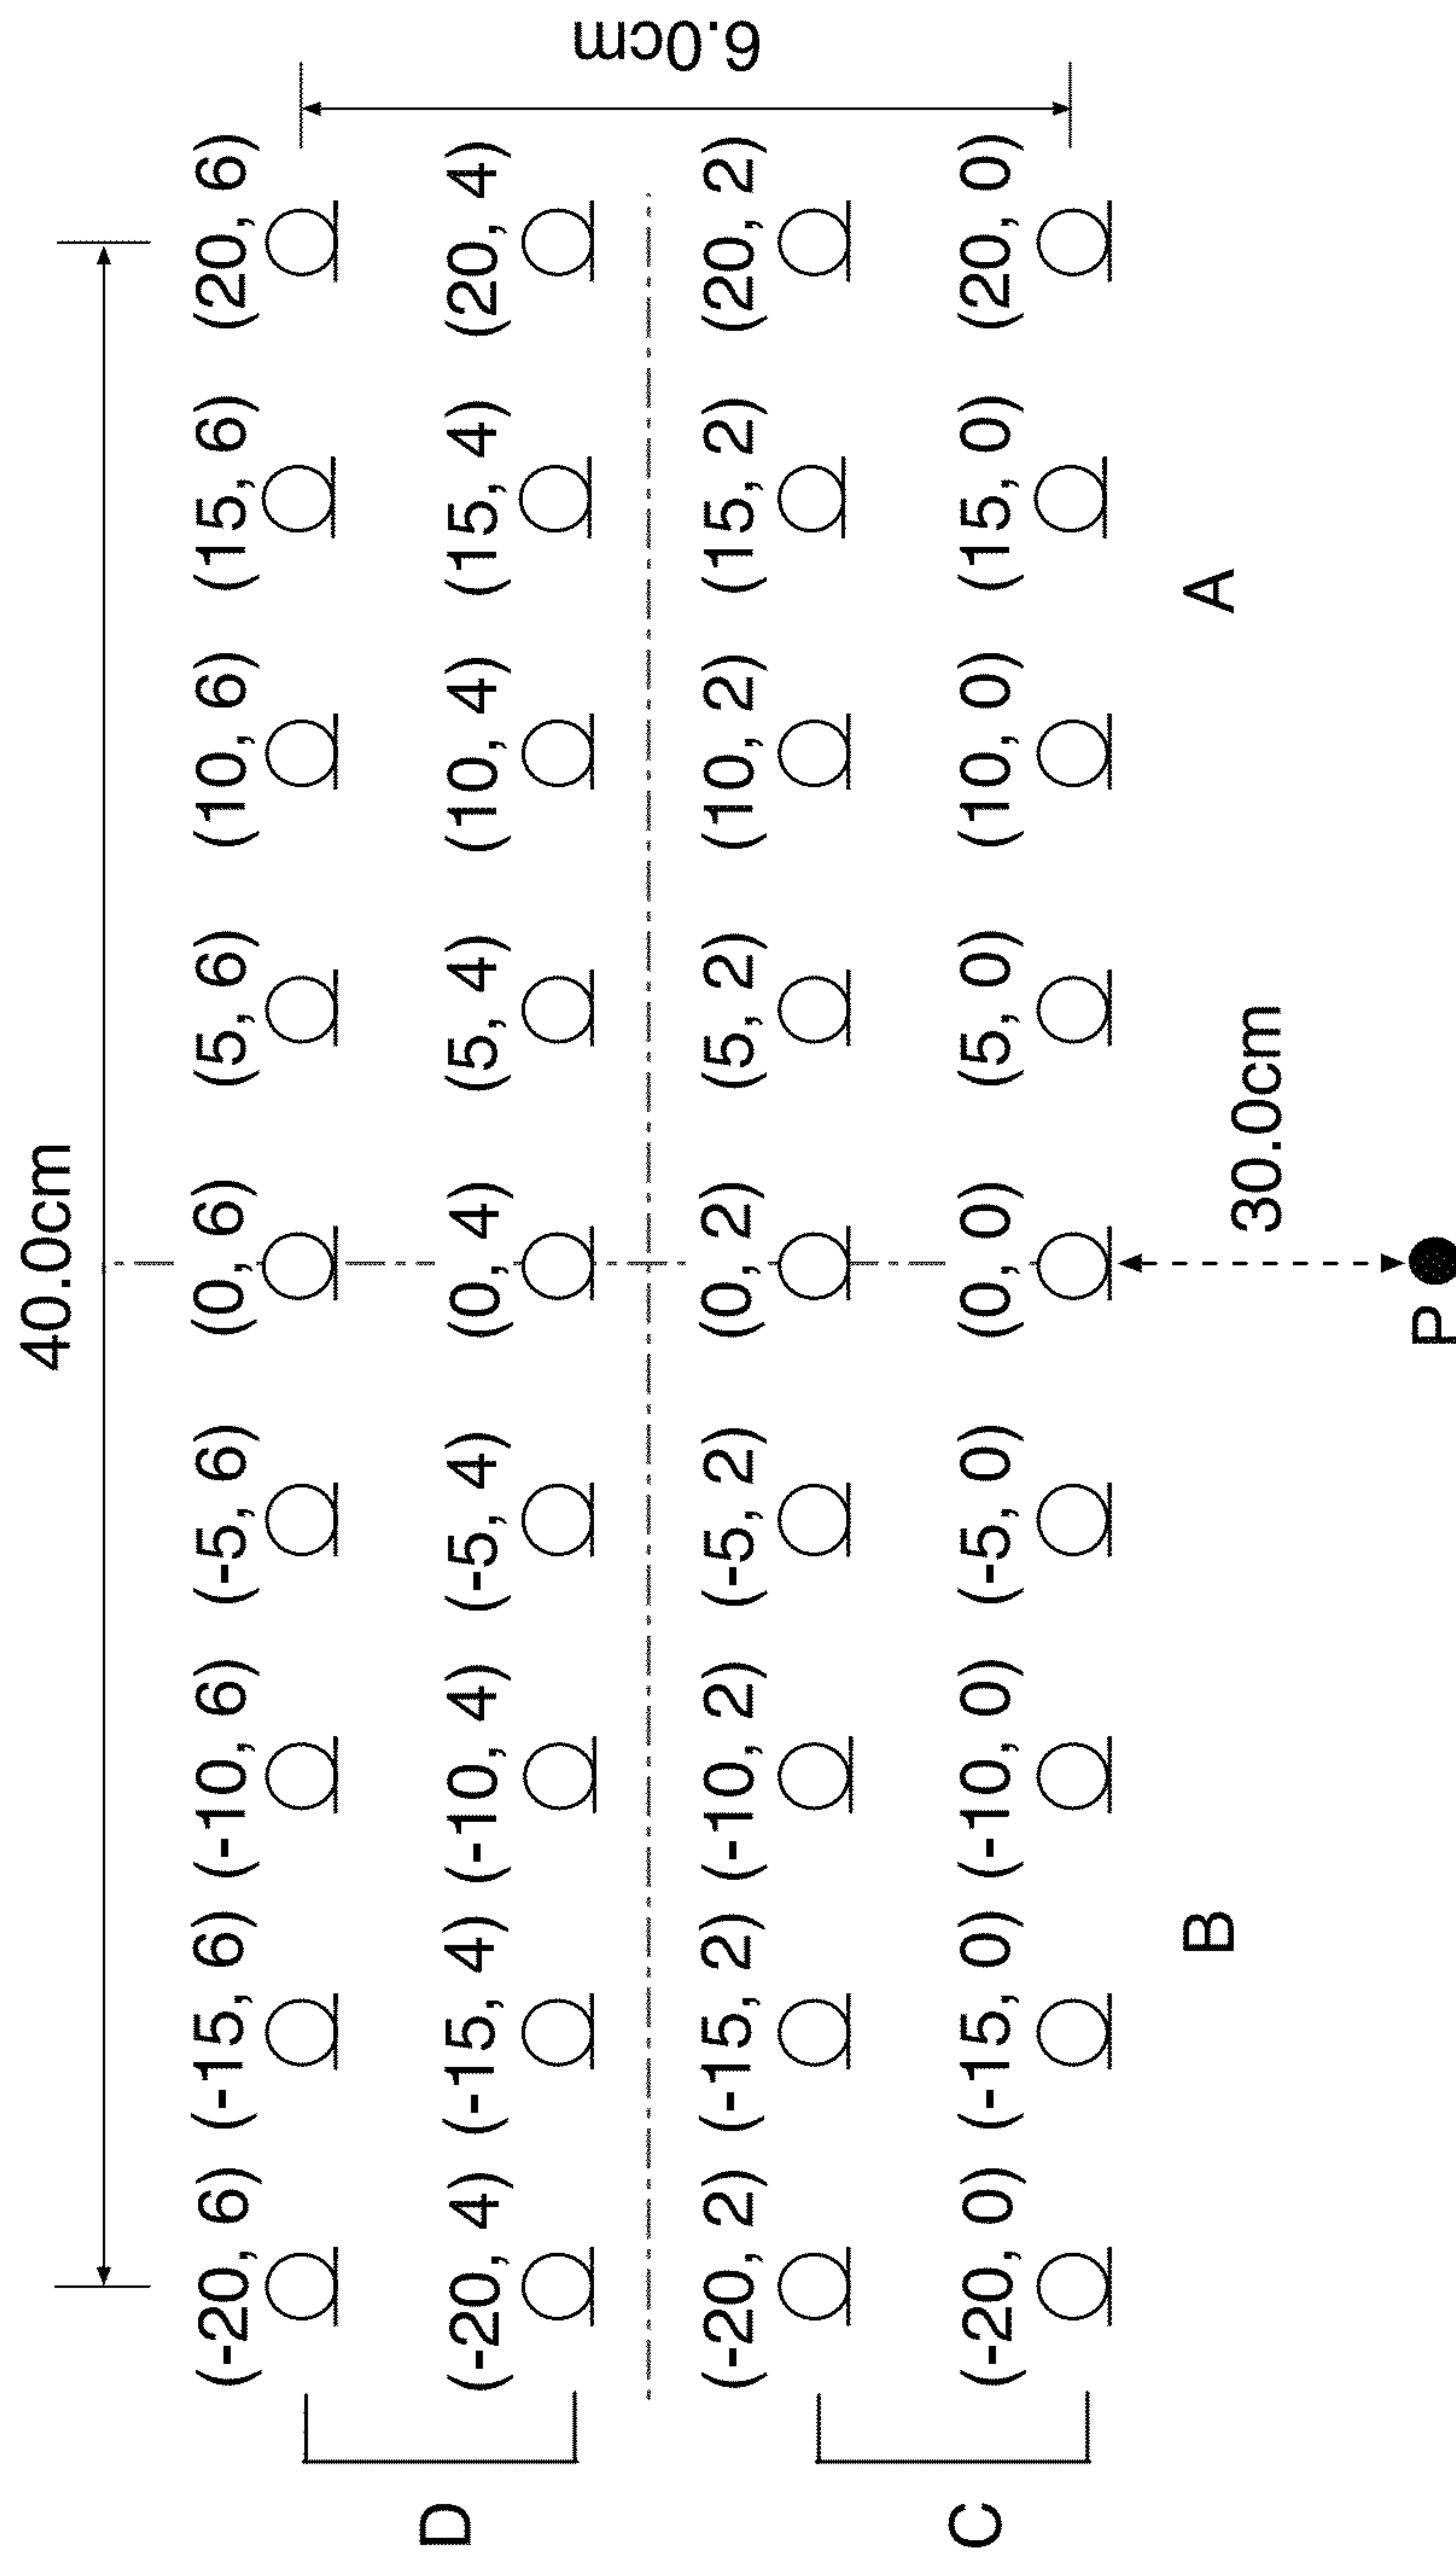 40.0cm
(-20, 6) (-15, 6) (-10, 6) (-5, 6) (0, 6) (5, 6) (10, 6) (15, 6) (20, 6)
D (-20, 4) (-15, 4) (-10, 4) (-5, 4) (0, 4) (5, 4) (10, 4) (15, 4) (20, 4)
6.0cm
(-20, 2) (-15, 2) (-10, 2) (-5, 2) (0, 2) (5, 2) (10, 2) (15, 2) (20, 2)
C (-20, 0) (-15, 0) (-10, 0) (-5, 0) (0, 0) (5, 0) (10, 0) (15, 0) (20, 0)
B A
30.0cm
P